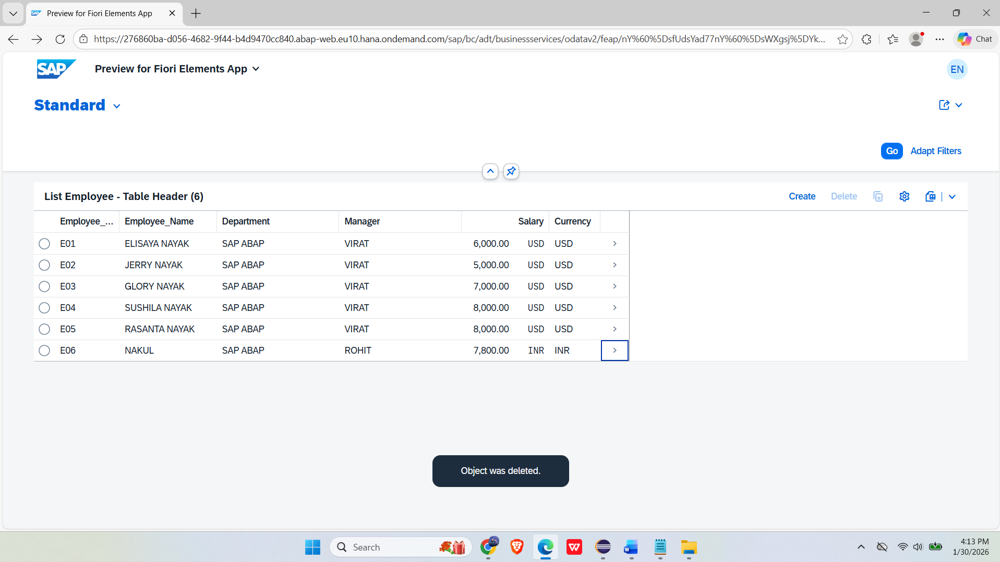 Preview for Fiori Elements App
https://276860ba-d056-4682-9f44-b4d9470cc840.abap-web.eu10.hana.ondemand.com/sap/bc/adt/businessservices/odatav2/feap/nY%60%5DsfUdsYad77nY%60%5DsWXgsj%5DYk...
Chat
SAP
Preview for Fiori Elements App
EN
Standard
Go
Adapt Filters
List Employee - Table Header (6)
Create
Delete
Employee_... Employee_Name Department Manager Salary Currency
E01 ELISAYA NAYAK SAP ABAP VIRAT 6,000.00 USD USD
E02 JERRY NAYAK SAP ABAP VIRAT 5,000.00 USD USD
E03 GLORY NAYAK SAP ABAP VIRAT 7,000.00 USD USD
E04 SUSHILA NAYAK SAP ABAP VIRAT 8,000.00 USD USD
E05 RASANTA NAYAK SAP ABAP VIRAT 8,000.00 USD USD
E06 NAKUL SAP ABAP ROHIT 7,800.00 INR INR
Object was deleted.
Search
4:13 PM
1/30/2026